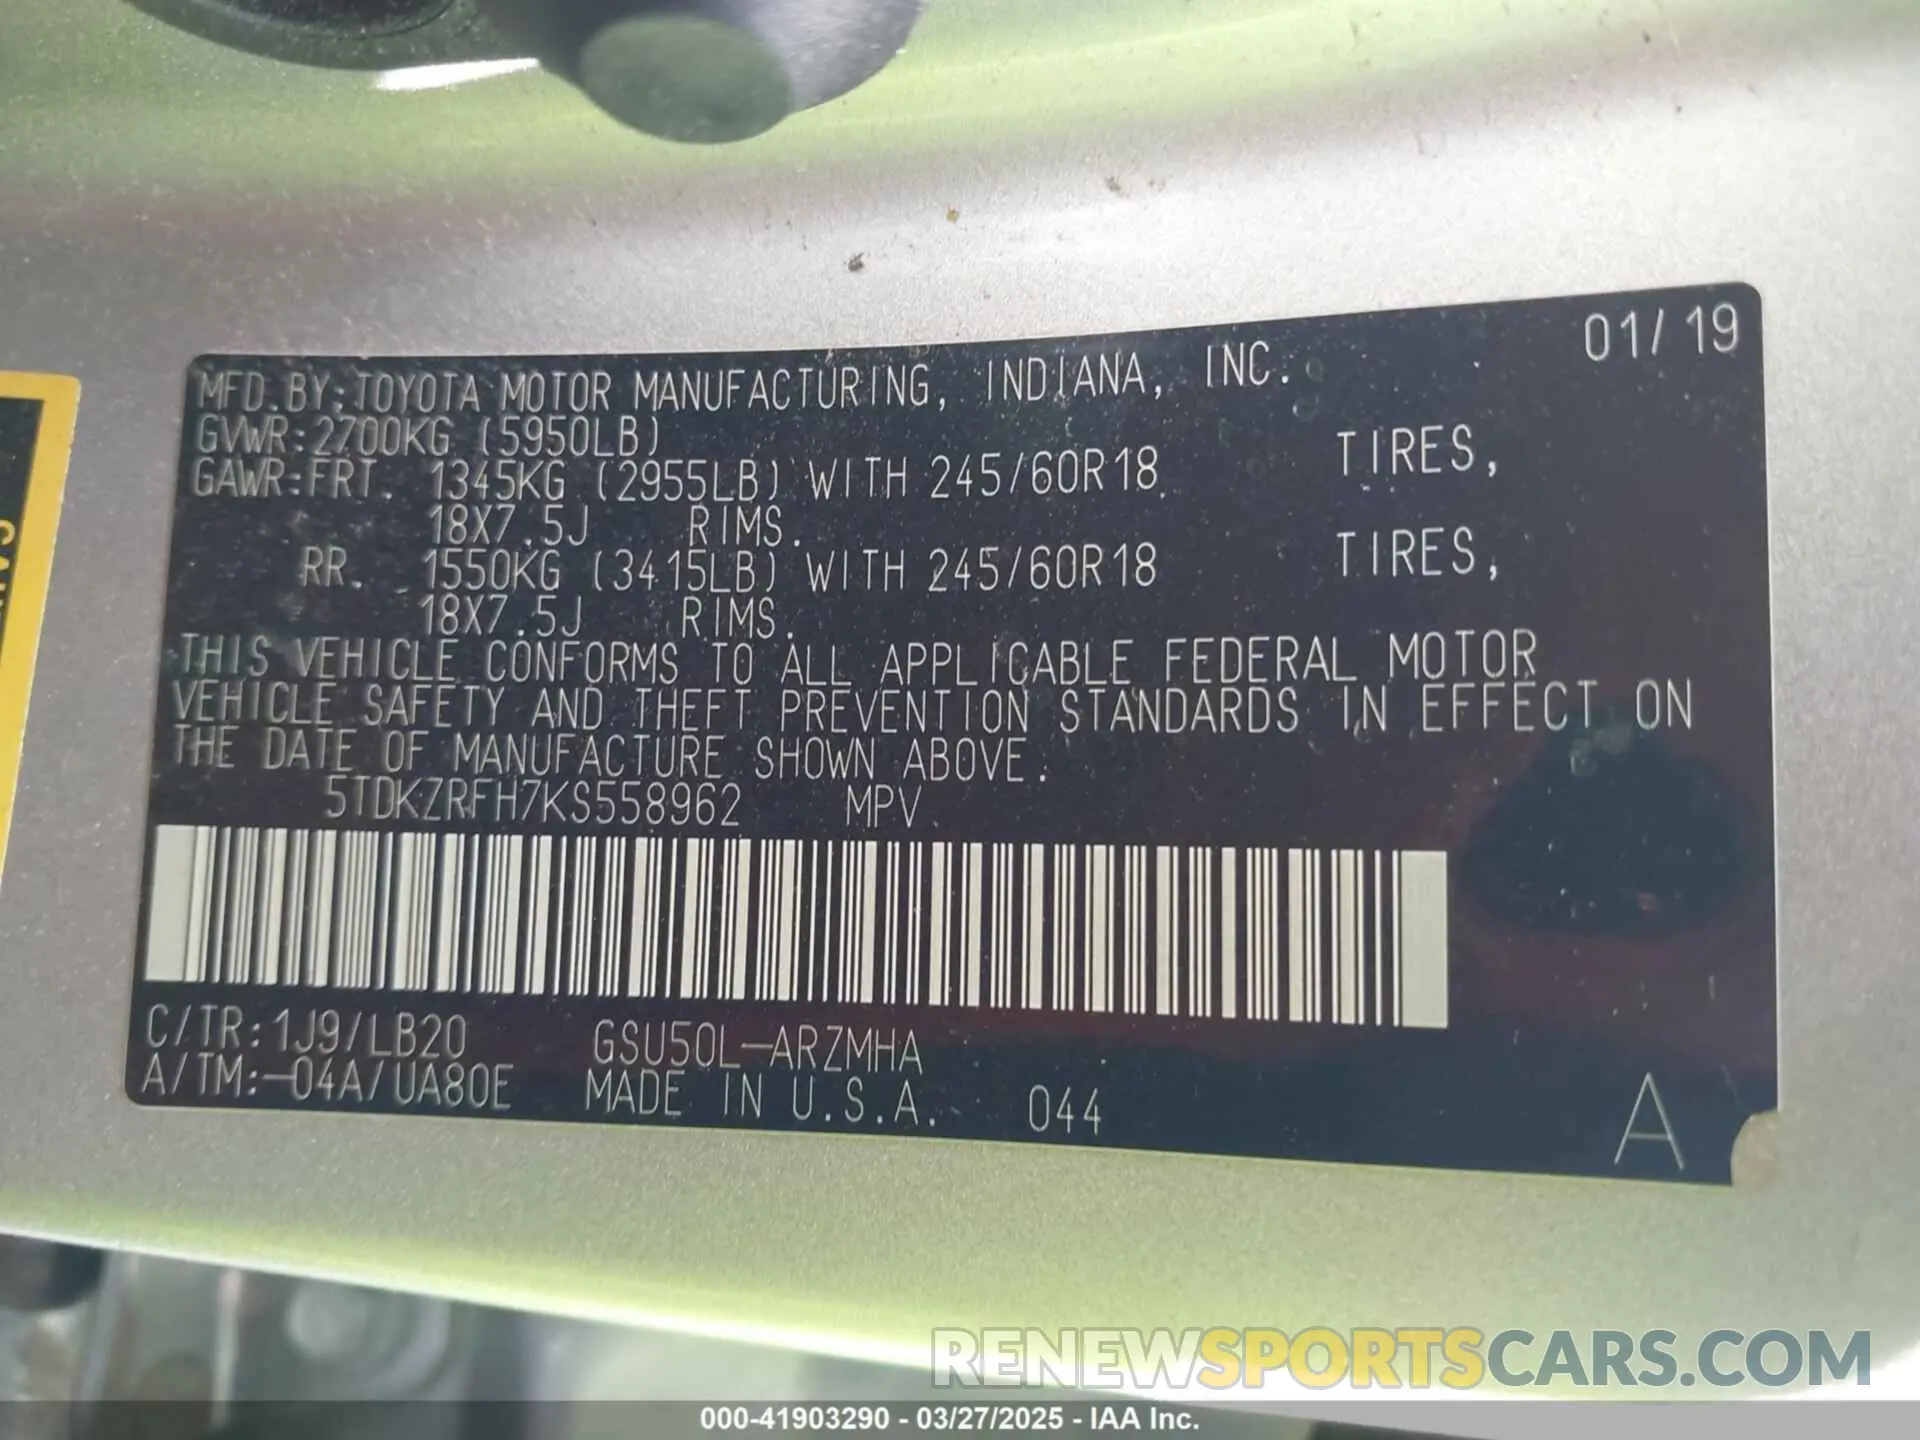 01/19
MFD.BY:TOYOTA MOTOR MANUFACTURING, INDIANA, INC.
GVWR:2700KG (5950LB)
GAWR:FRT. 1345KG (2955LB) WITH 245/60R18 TIRES,
18X7.5J RIMS.
RR. 1550KG (3415LB) WITH 245/60R18 TIRES,
18X7.5J RIMS.
THIS VEHICLE CONFORMS TO ALL APPLICABLE FEDERAL MOTOR
VEHICLE SAFETY AND THEFT PREVENTION STANDARDS IN EFFECT ON
THE DATE OF MANUFACTURE SHOWN ABOVE.
5TDKZRFH7KS558962 MPV
C/TR:1J9/LB20 GSU50L-ARZMHA
A/TM:-04A/UA80E MADE IN U.S.A. 044
A
RENEWSPORTSCARS.COM
000-41903290 - 03/27/2025 - IAA Inc.